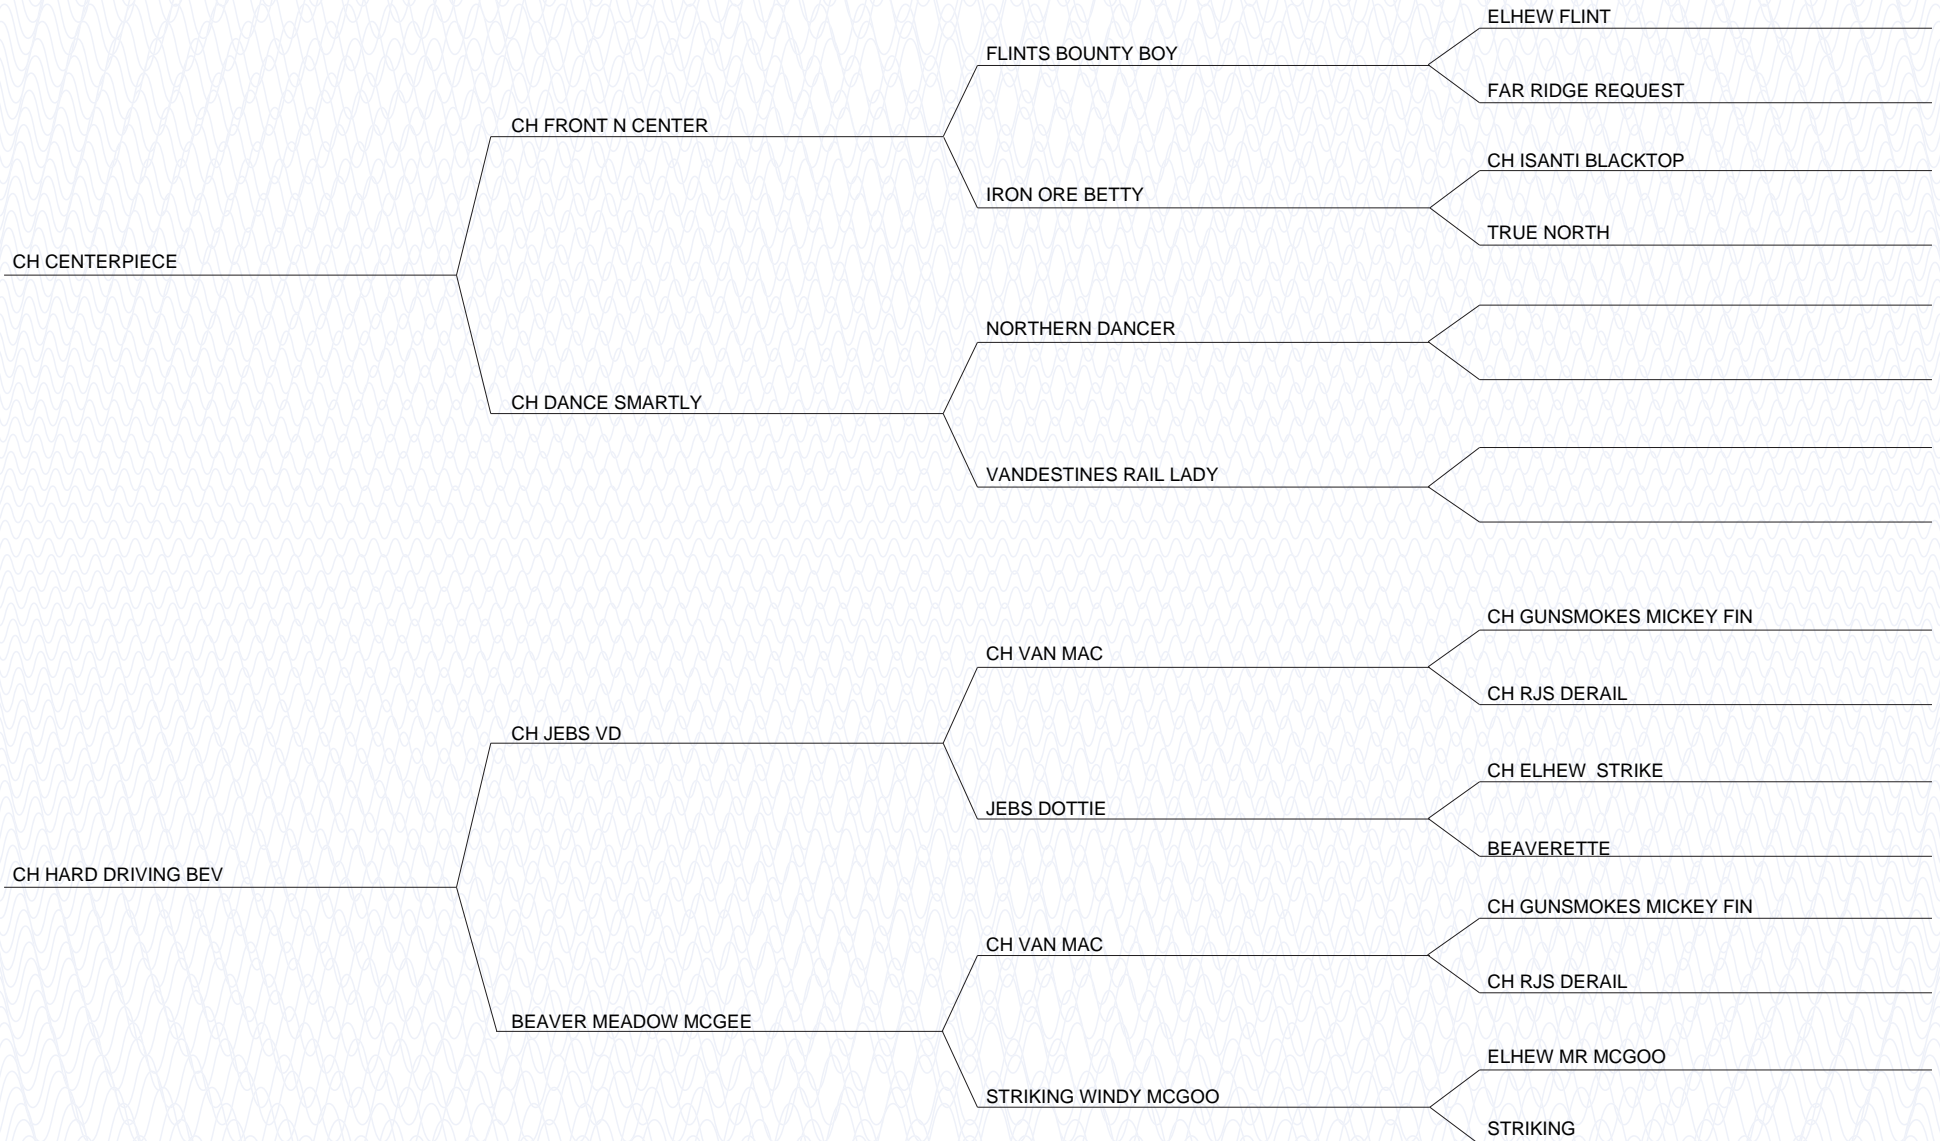 ELHEW FLINT
FLINTS BOUNTY BOY
FAR RIDGE REQUEST
CH FRONT N CENTER
CH ISANTI BLACKTOP
IRON ORE BETTY
TRUE NORTH
CH CENTERPIECE
NORTHERN DANCER
CH DANCE SMARTLY
VANDESTINES RAIL LADY
CH GUNSMOKES MICKEY FIN
CH VAN MAC
CH RJS DERAIL
CH JEBS VD
CH ELHEW  STRIKE
JEBS DOTTIE
BEAVERETTE
CH HARD DRIVING BEV
CH GUNSMOKES MICKEY FIN
CH VAN MAC
CH RJS DERAIL
BEAVER MEADOW MCGEE
ELHEW MR MCGOO
STRIKING WINDY MCGOO
STRIKING